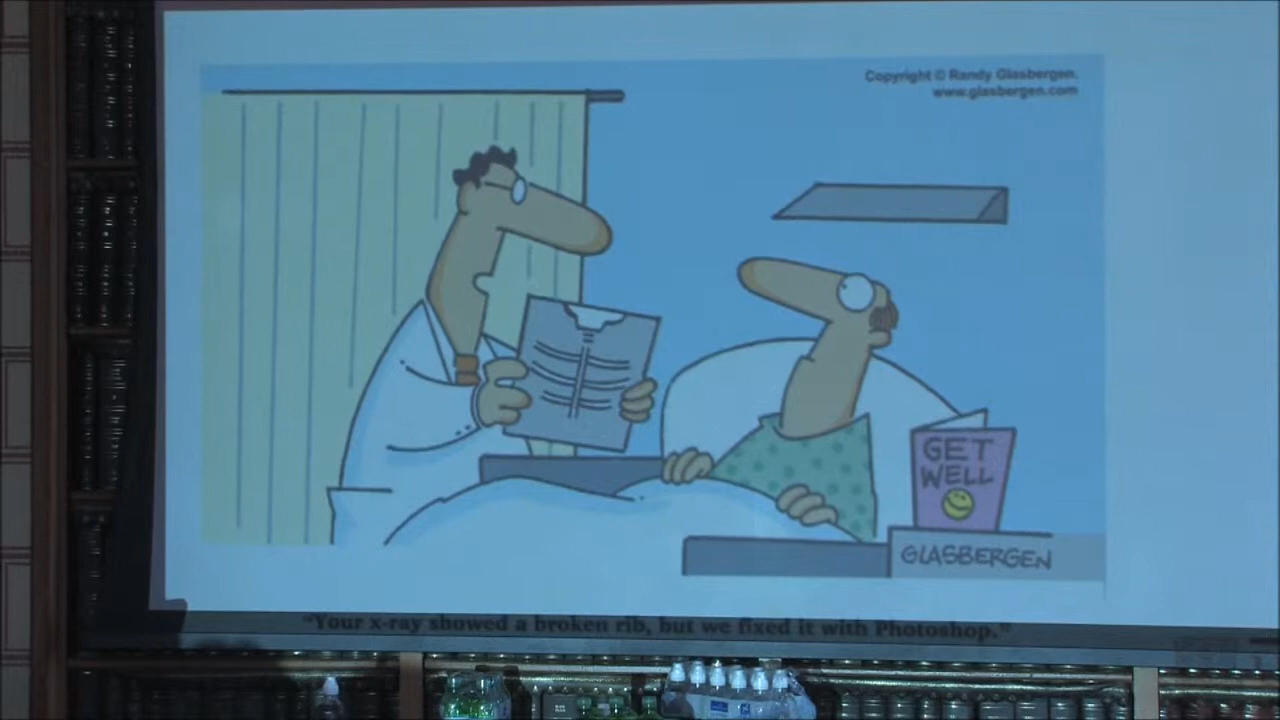 Copyright © Randy Glasbergen.
www.glasbergen.com
GET
WELL
GLASBERGEN
"Your x-ray showed a broken rib, but we fixed it with Photoshop."